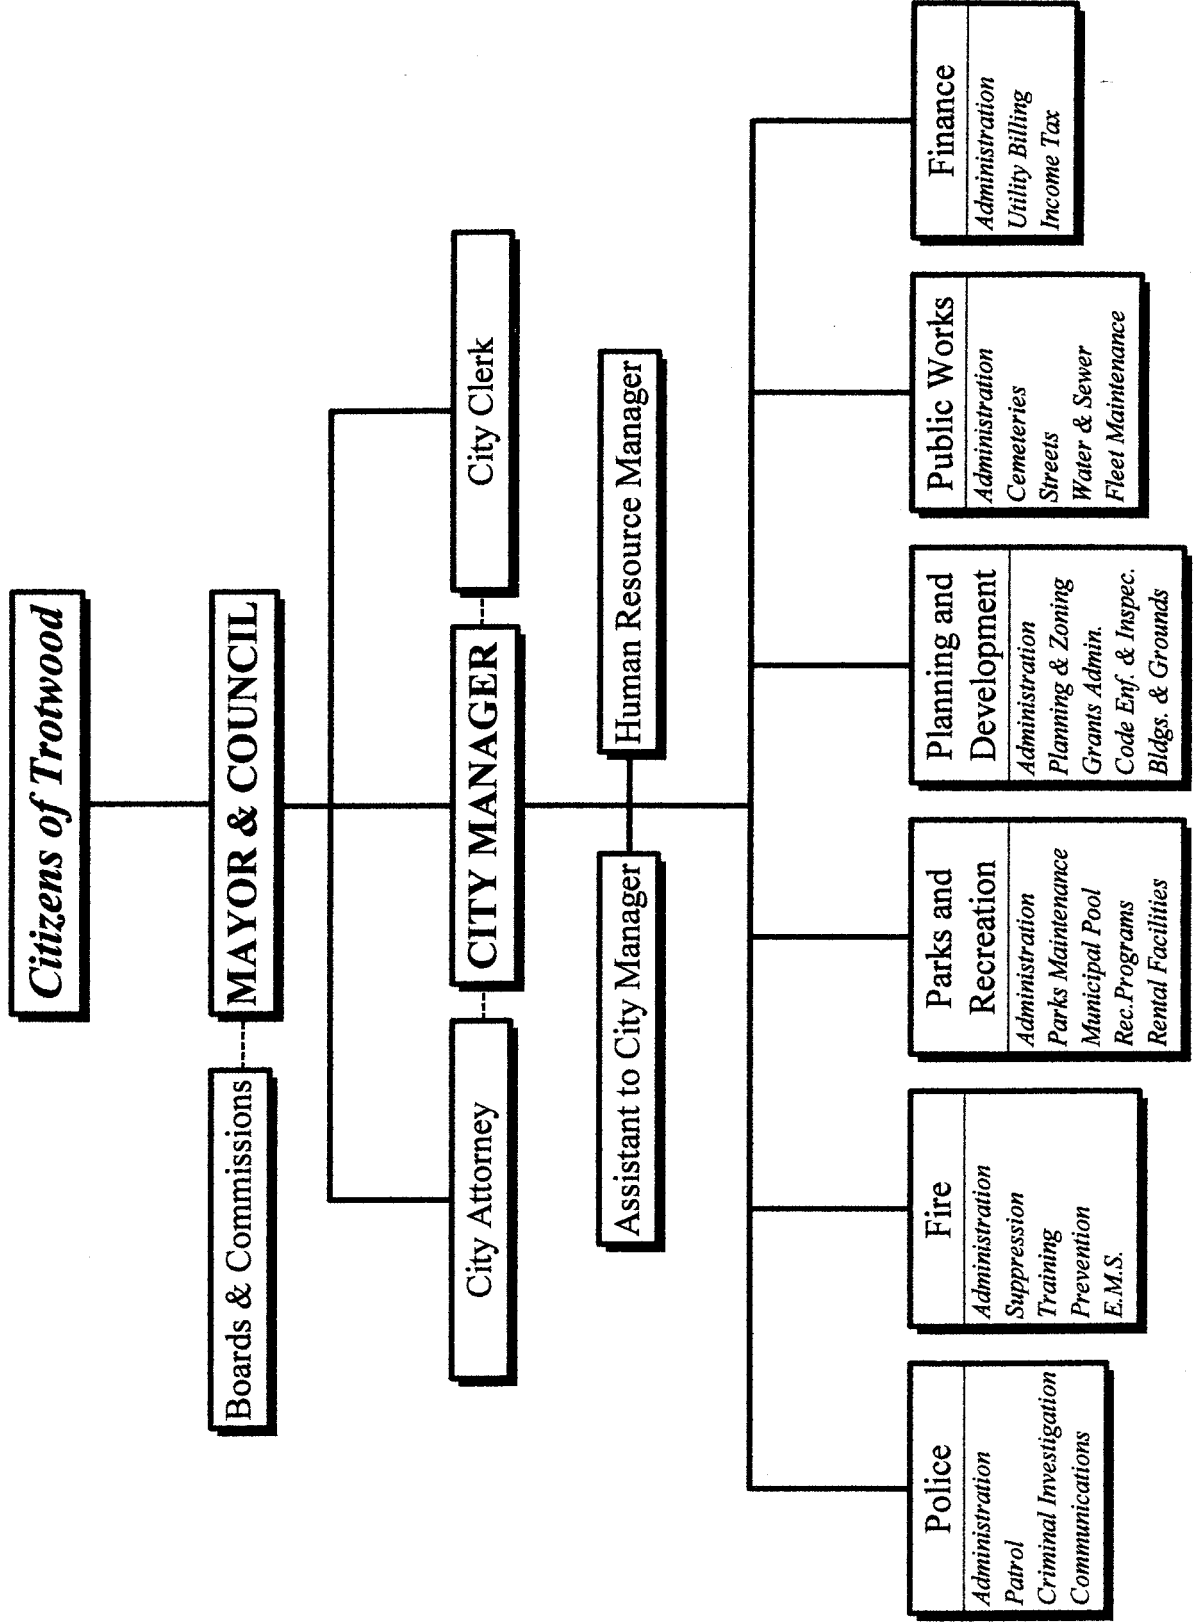 Citizens of Trotwood
Boards & Commissions
MAYOR & COUNCIL
City Attorney
CITY MANAGER
City Clerk
Assistant to City Manager
Human Resource Manager
Police
Administration
Patrol
Criminal Investigation
Communications
Fire
Administration
Suppression
Training
Prevention
E.M.S.
Parks and
Recreation
Administration
Parks Maintenance
Municipal Pool
Rec.Programs
Rental Facilities
Planning and
Development
Administration
Planning & Zoning
Grants Admin.
Code Enf. & Inspec.
Bldgs. & Grounds
Public Works
Administration
Cemeteries
Streets
Water & Sewer
Fleet Maintenance
Finance
Administration
Utility Billing
Income Tax